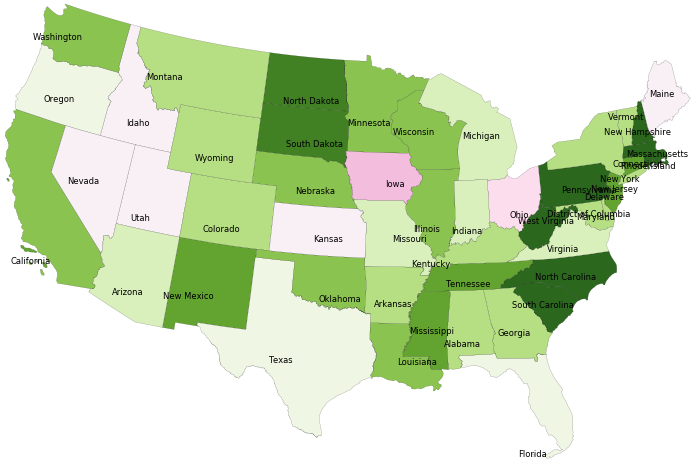 Washington
Montana
Maine
Oregon
North Dakota
Vermont
Idaho
Minnesota
Wisconsin
New Hampshire
Michigan
South Dakota
Massachusetts
Wyoming
Connecticut
Rhode Island
New York
Nevada
Iowa
Nebraska
Pennsylvania
New Jersey
Delaware
Utah
Ohio
District of Columbia
Maryland
West Virginia
Colorado
Illinois
Indiana
Kansas
Missouri
Virginia
California
Kentucky
North Carolina
Tennessee
Arizona
New Mexico
Oklahoma
Arkansas
South Carolina
Mississippi
Georgia
Alabama
Texas
Louisiana
Florida